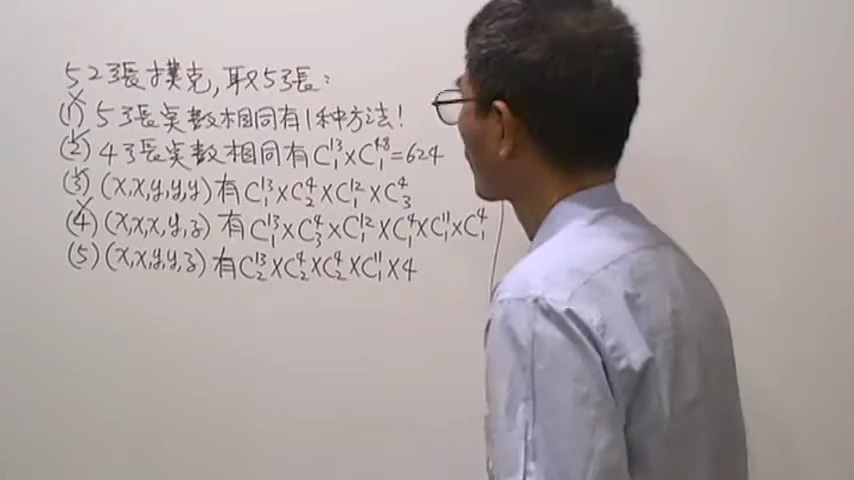 52張撲克,取5張:
(1) 5張点数相同有1种方法!
(2) 4張点数相同有C¹³₁×C⁴⁸₁=624
(3) (x,x,y,y,y)有C¹³₁×C⁴₂×C¹²₁×C⁴₃
(4) (x,x,x,y,z)有C¹³₁×C⁴₃×C¹²₁×C⁴₁×C¹¹₁×C⁴₁
(5) (x,x,y,y,z)有C¹³₂×C⁴₂×C⁴₂×C¹¹₁×4